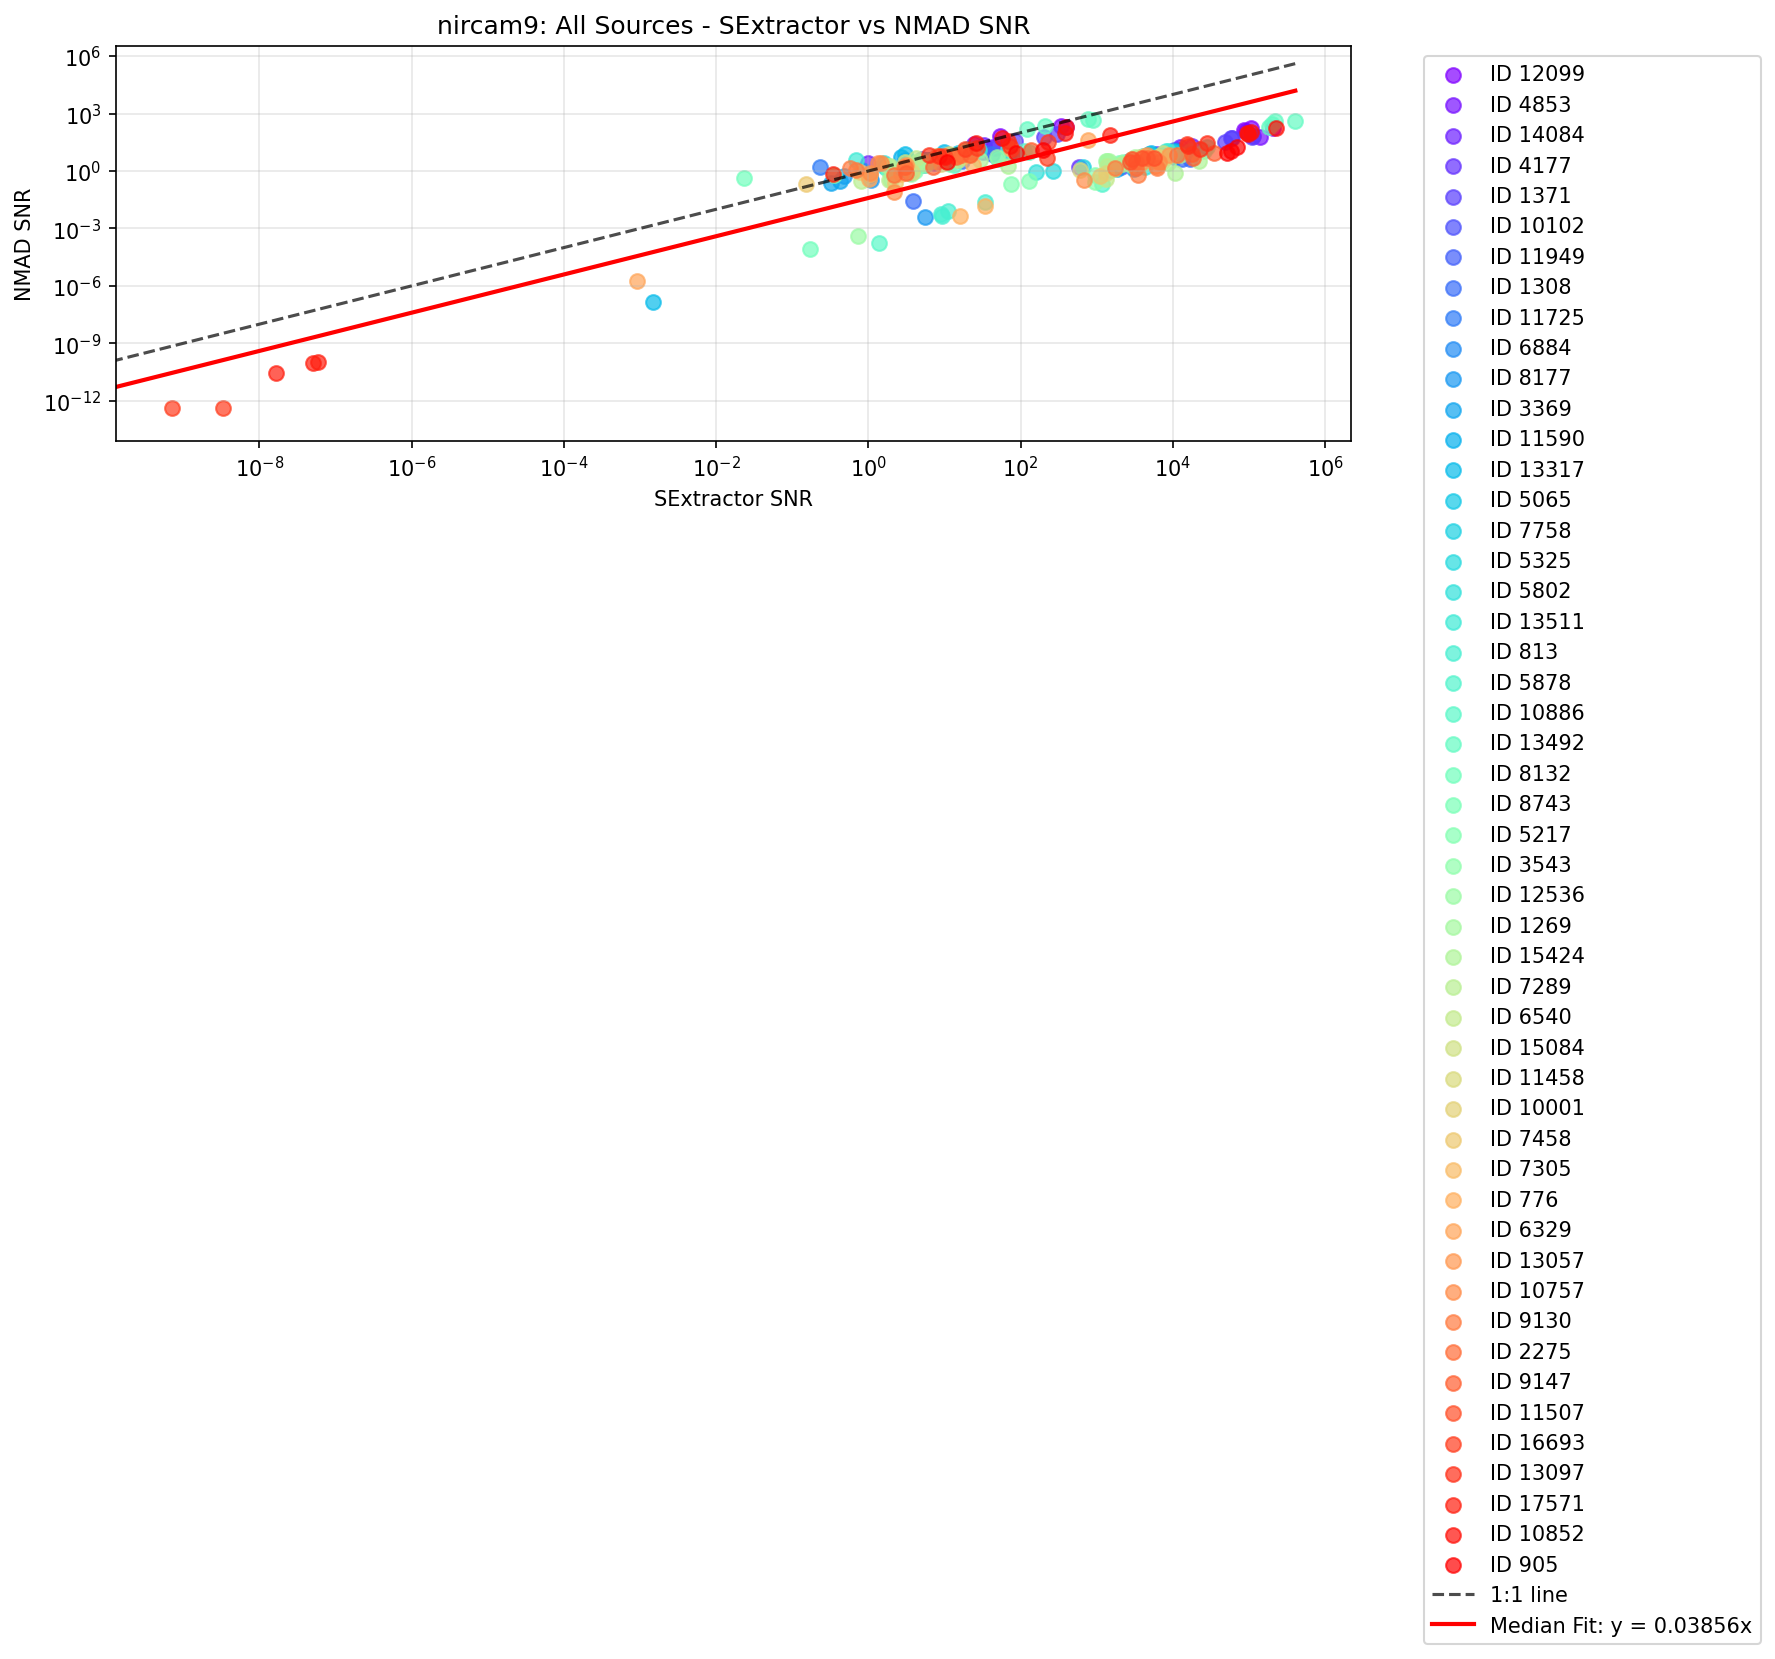 nircam9: All Sources - SExtractor vs NMAD SNR
NMAD SNR
10^6
10^3
10^0
10^−3
10^−6
10^−9
10^−12
10^−8
10^−6
10^−4
10^−2
10^0
10^2
10^4
10^6
SExtractor SNR
ID 12099
ID 4853
ID 14084
ID 4177
ID 1371
ID 10102
ID 11949
ID 1308
ID 11725
ID 6884
ID 8177
ID 3369
ID 11590
ID 13317
ID 5065
ID 7758
ID 5325
ID 5802
ID 13511
ID 813
ID 5878
ID 10886
ID 13492
ID 8132
ID 8743
ID 5217
ID 3543
ID 12536
ID 1269
ID 15424
ID 7289
ID 6540
ID 15084
ID 11458
ID 10001
ID 7458
ID 7305
ID 776
ID 6329
ID 13057
ID 10757
ID 9130
ID 2275
ID 9147
ID 11507
ID 16693
ID 13097
ID 17571
ID 10852
ID 905
1:1 line
Median Fit: y = 0.03856x